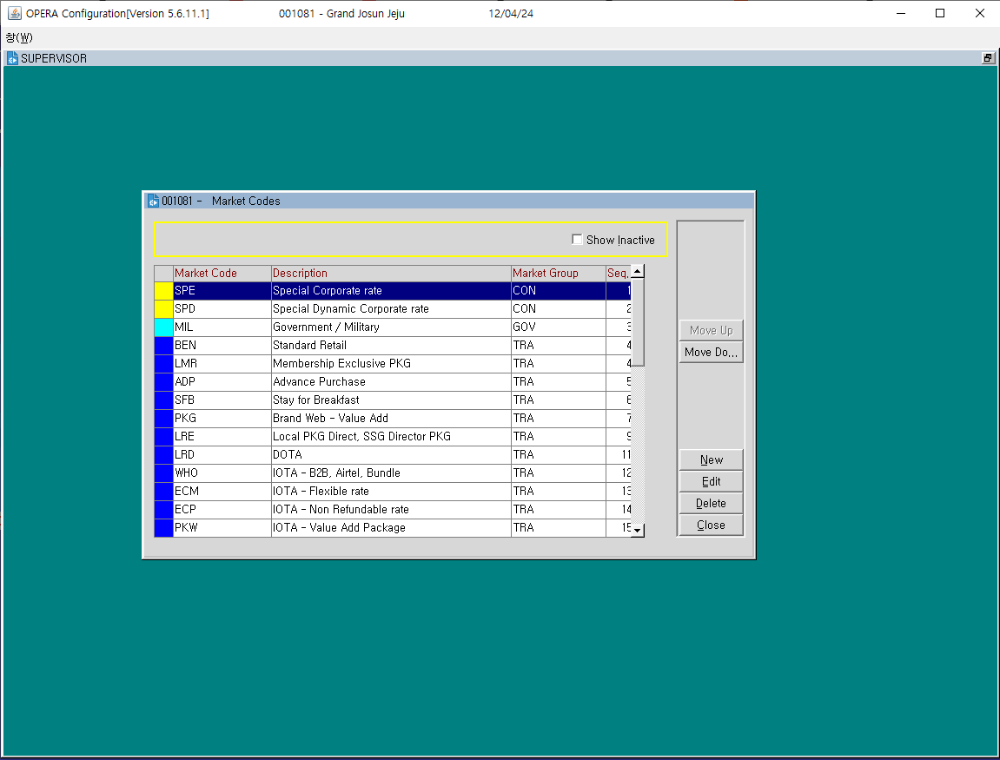 OPERA Configuration[Version 5.6.11.1] 001081 - Grand Josun Jeju 12/04/24
창(W)
SUPERVISOR
001081 - Market Codes
Show Inactive
Market Code Description Market Group Seq.
SPE Special Corporate rate CON 1
SPD Special Dynamic Corporate rate CON 2
MIL Government / Military GOV 3
BEN Standard Retail TRA 4
LMR Membership Exclusive PKG TRA 4
ADP Advance Purchase TRA 5
SFB Stay for Breakfast TRA 6
PKG Brand Web - Value Add TRA 7
LRE Local PKG Direct, SSG Director PKG TRA 9
LRD DOTA TRA 11
WHO IOTA - B2B, Airtel, Bundle TRA 12
ECM IOTA - Flexible rate TRA 13
ECP IOTA - Non Refundable rate TRA 14
PKW IOTA - Value Add Package TRA 15
Move Up
Move Do...
New
Edit
Delete
Close